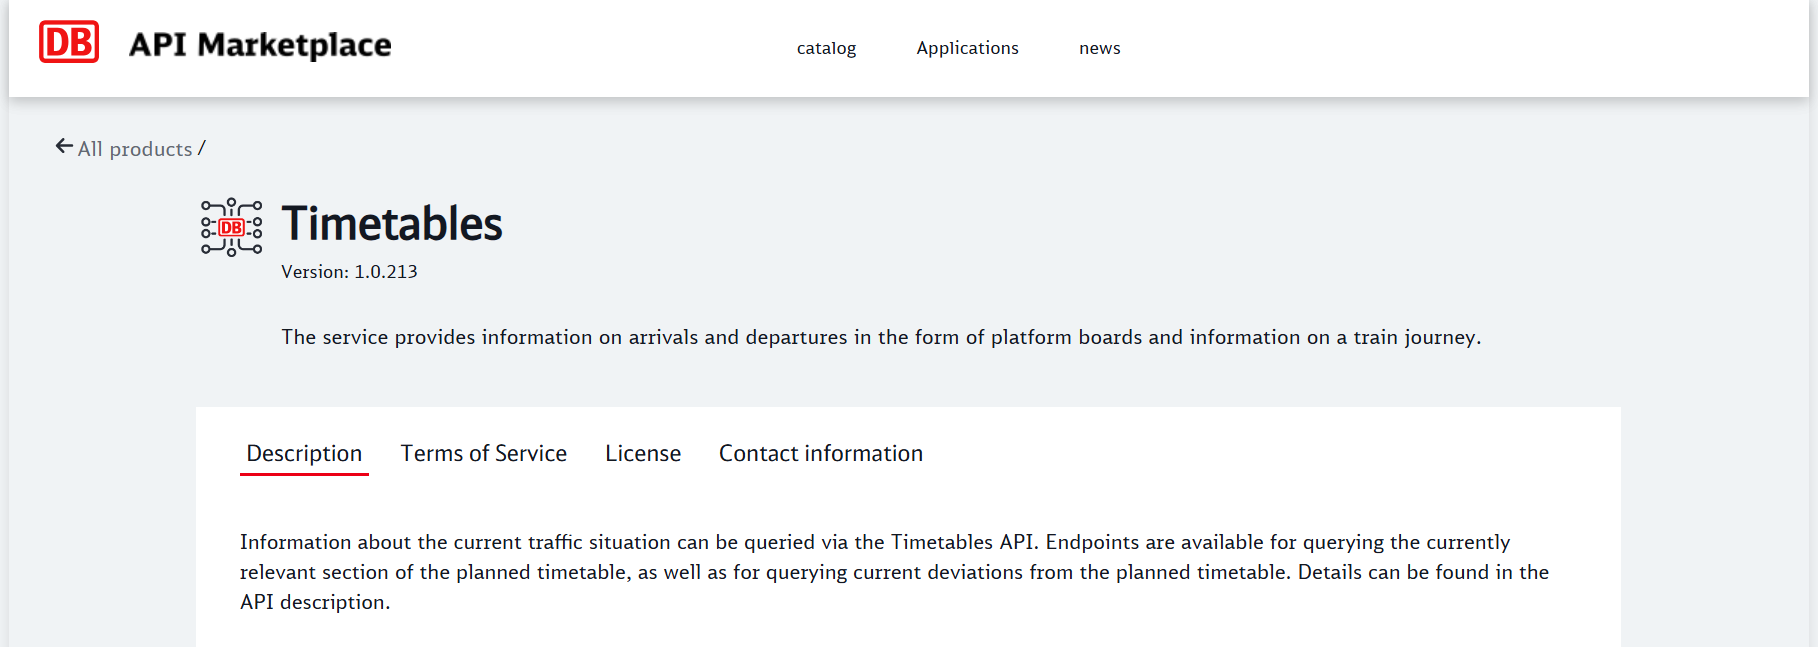 DB API Marketplace catalog Applications news
← All products /
DB Timetables
Version: 1.0.213
The service provides information on arrivals and departures in the form of platform boards and information on a train journey.
Description Terms of Service License Contact information
Information about the current traffic situation can be queried via the Timetables API. Endpoints are available for querying the currently
relevant section of the planned timetable, as well as for querying current deviations from the planned timetable. Details can be found in the
API description.